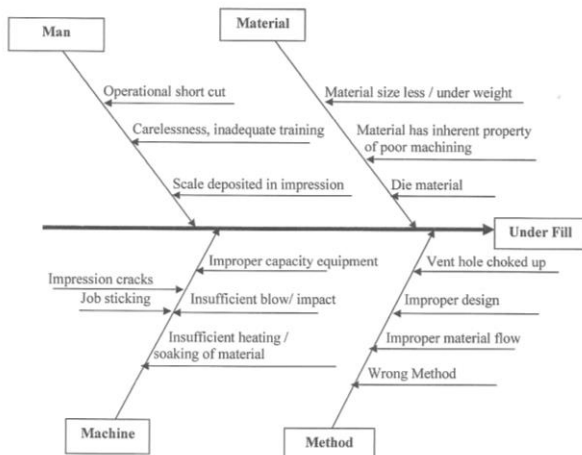 Man
Material
Operational short cut
Carelessness, inadequate training
Scale deposited in impression
Material size less / under weight
Material has inherent property
of poor machining
Die material
Under Fill
Improper capacity equipment
Impression cracks
Job sticking
Insufficient blow/ impact
Insufficient heating /
soaking of material
Vent hole choked up
Improper design
Improper material flow
Wrong Method
Machine
Method